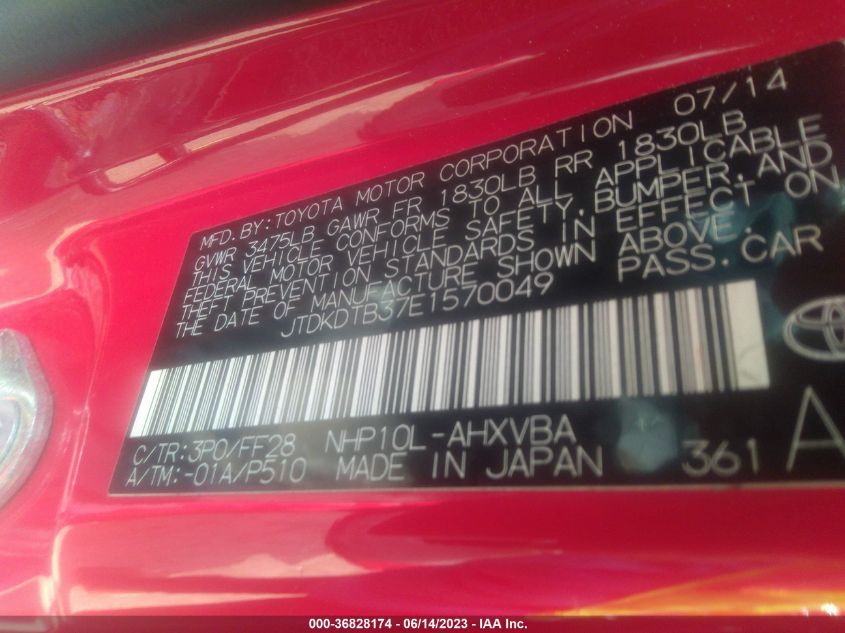 MFD. BY: TOYOTA MOTOR CORPORATION 07/14
GVWR 3475LB GAWR FR 1830LB RR 1830LB
THIS VEHICLE CONFORMS TO ALL APPLICABLE
FEDERAL MOTOR VEHICLE SAFETY, BUMPER, AND
THEFT PREVENTION STANDARDS IN EFFECT ON
THE DATE OF MANUFACTURE SHOWN ABOVE.
JTDKDTB37E1570049 PASS. CAR
C/TR: 3P0/FF28 NHP10L-AHXVBA
A/TM: -01A/P510 MADE IN JAPAN 361 A
000-36828174 - 06/14/2023 - IAA Inc.